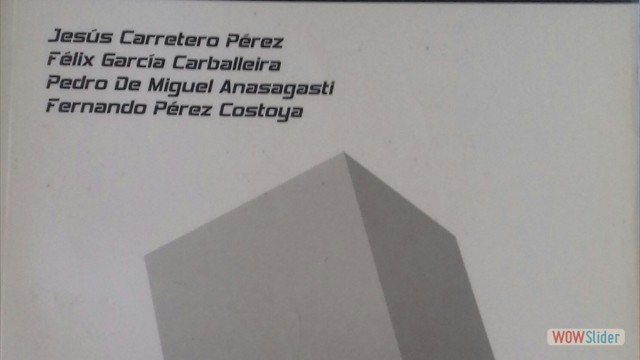 Jesús Carretero Pérez
Félix García Carballeira
Pedro De Miguel Anasagasti
Fernando Pérez Costoya
WOWSlider